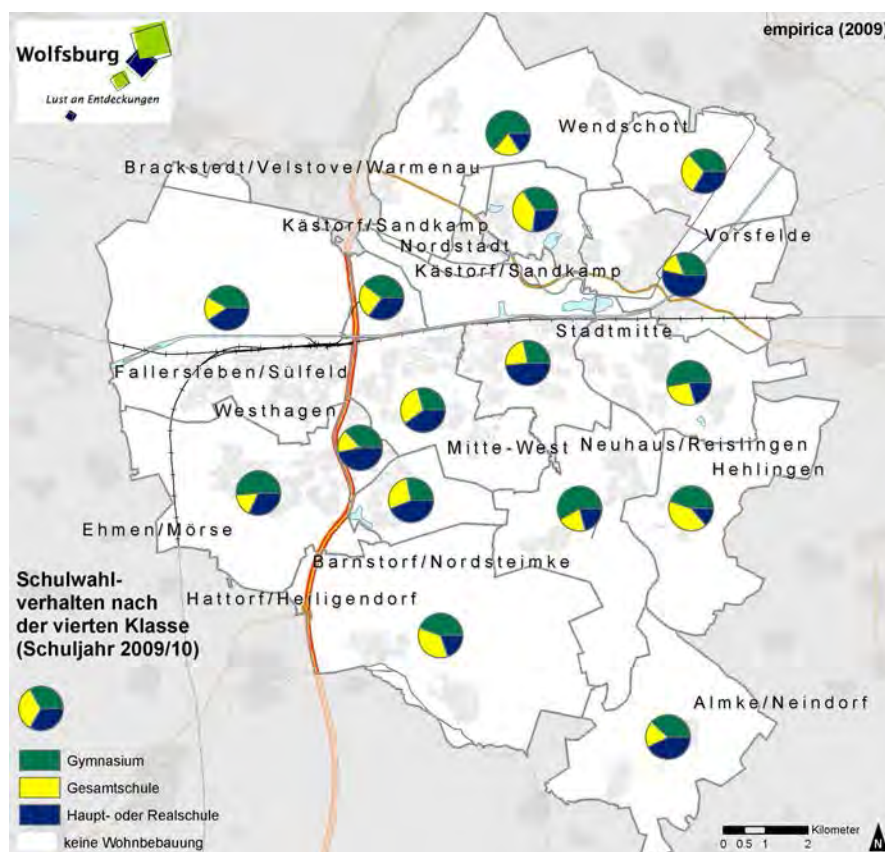 Wolfsburg
Lust an Entdeckungen
empirica (2009)
Wendschott
Brackstedt/Velstove/Warmenau
Kästorf/Sandkamp
Nordstadt
Vorsfelde
Kästorf/Sandkamp
Stadtmitte
Fallersleben/Sülfeld
Westhagen
Mitte-West
Neuhaus/Reislingen
Hehlingen
Ehmen/Mörse
Barnstorf/Nordsteimke
Hattorf/Heiligendorf
Almke/Neindorf
Schulwahl-
verhalten nach
der vierten Klasse
(Schuljahr 2009/10)
Gymnasium
Gesamtschule
Haupt- oder Realschule
keine Wohnbebauung
Kilometer
0 0.5 1 2
N